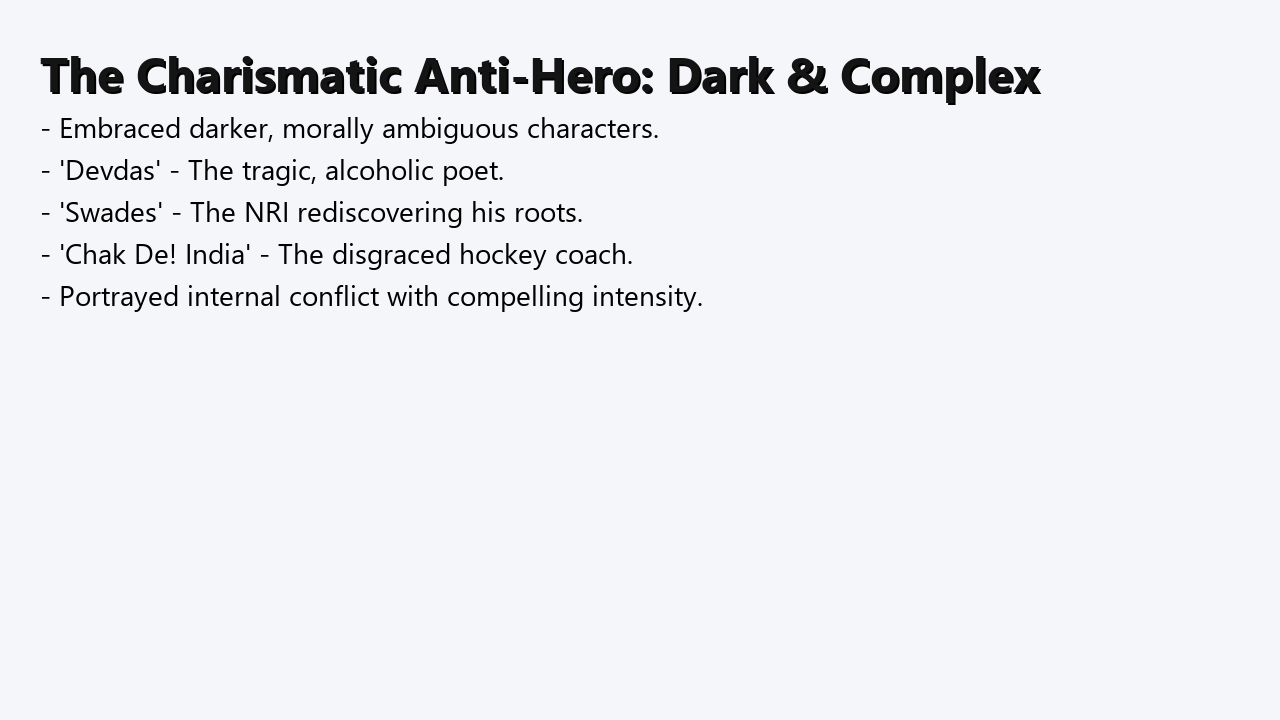 The Charismatic Anti-Hero: Dark & Complex
- Embraced darker, morally ambiguous characters.
- 'Devdas' - The tragic, alcoholic poet.
- 'Swades' - The NRI rediscovering his roots.
- 'Chak De! India' - The disgraced hockey coach.
- Portrayed internal conflict with compelling intensity.